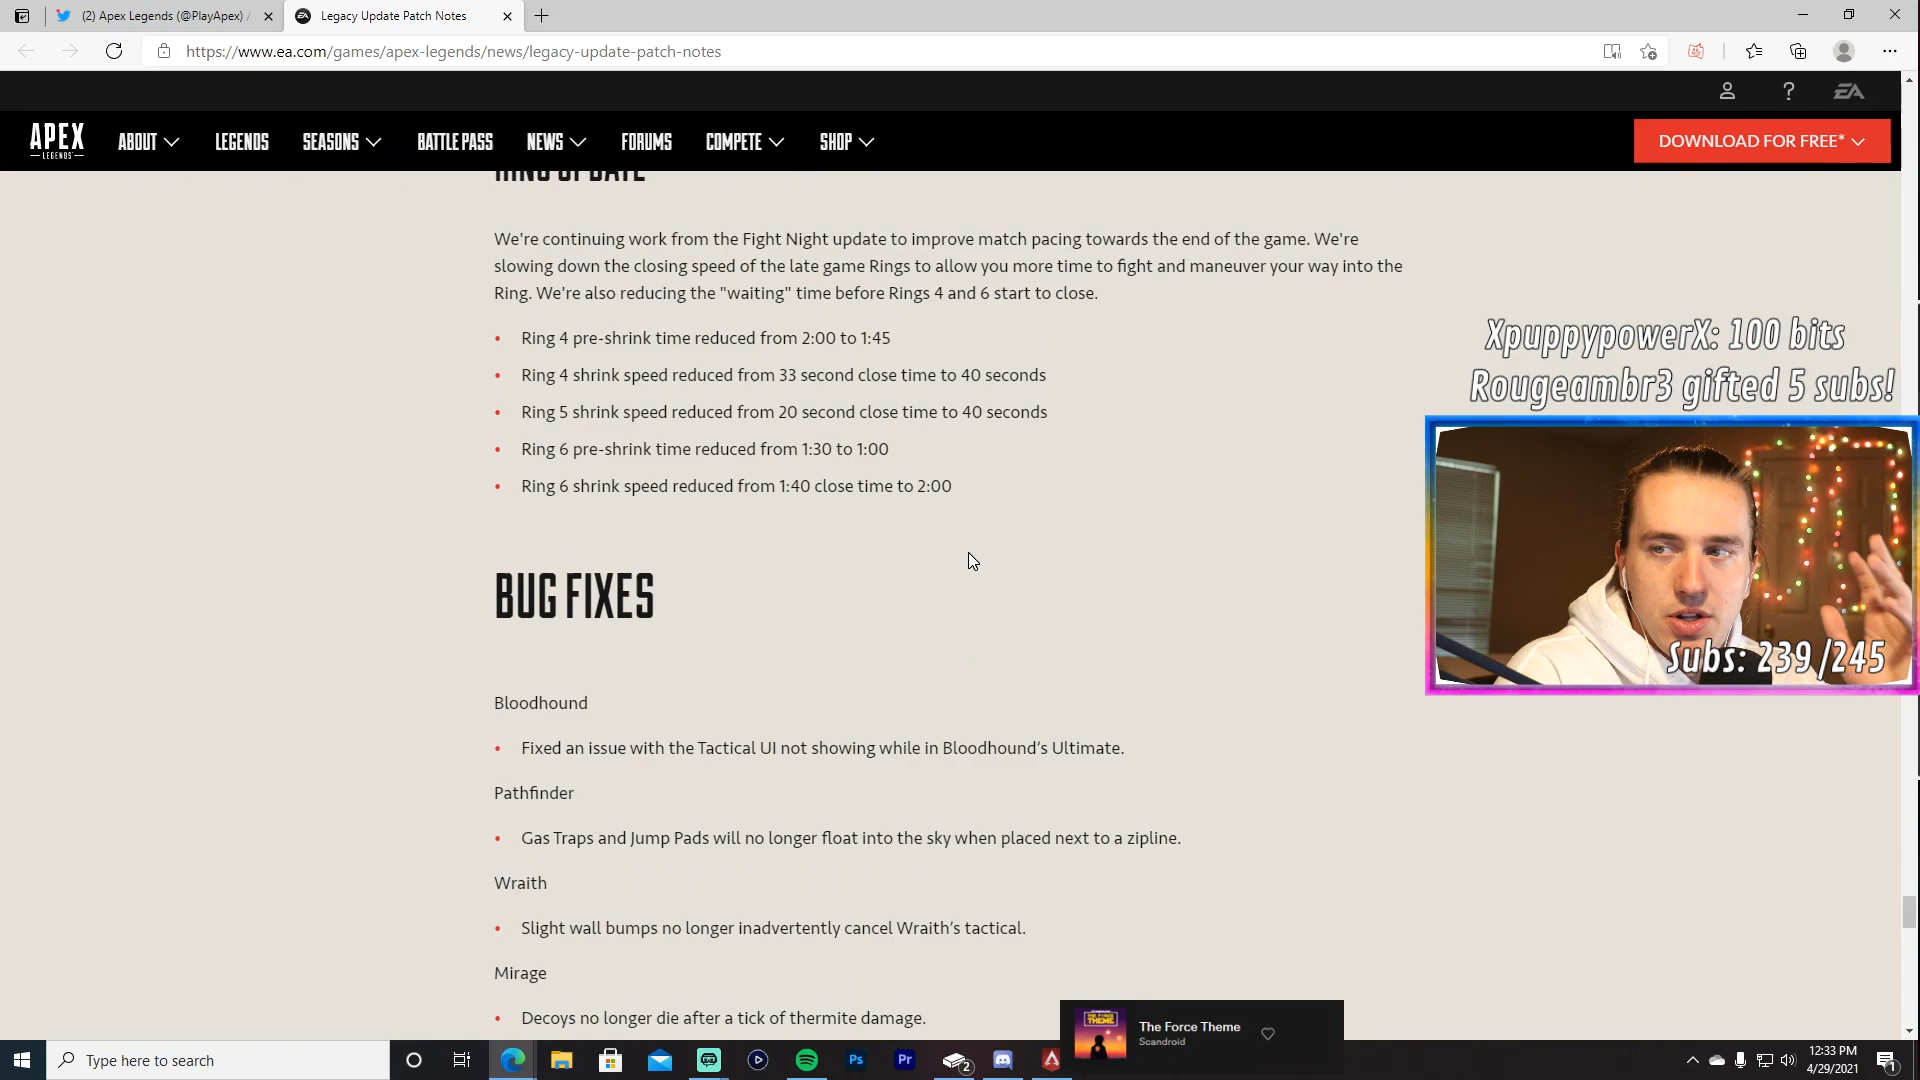 (2) Apex Legends (@PlayApex) /
Legacy Update Patch Notes
https://www.ea.com/games/apex-legends/news/legacy-update-patch-notes
?
EA
APEX
LEGENDS
ABOUT
LEGENDS
SEASONS
BATTLE PASS
NEWS
FORUMS
COMPETE
SHOP
DOWNLOAD FOR FREE*
RING UPDATE
We're continuing work from the Fight Night update to improve match pacing towards the end of the game. We're
slowing down the closing speed of the late game Rings to allow you more time to fight and maneuver your way into the
Ring. We're also reducing the "waiting" time before Rings 4 and 6 start to close.
• Ring 4 pre-shrink time reduced from 2:00 to 1:45
• Ring 4 shrink speed reduced from 33 second close time to 40 seconds
• Ring 5 shrink speed reduced from 20 second close time to 40 seconds
• Ring 6 pre-shrink time reduced from 1:30 to 1:00
• Ring 6 shrink speed reduced from 1:40 close time to 2:00
XpuppypowerX: 100 bits
Rougeambr3 gifted 5 subs!
Subs: 239/245
BUG FIXES
Bloodhound
• Fixed an issue with the Tactical UI not showing while in Bloodhound's Ultimate.
Pathfinder
• Gas Traps and Jump Pads will no longer float into the sky when placed next to a zipline.
Wraith
• Slight wall bumps no longer inadvertently cancel Wraith's tactical.
Mirage
• Decoys no longer die after a tick of thermite damage.
THE FORCE THEME
The Force Theme
Scandroid
Type here to search
Ps
Pr
2
12:33 PM
4/29/2021
1